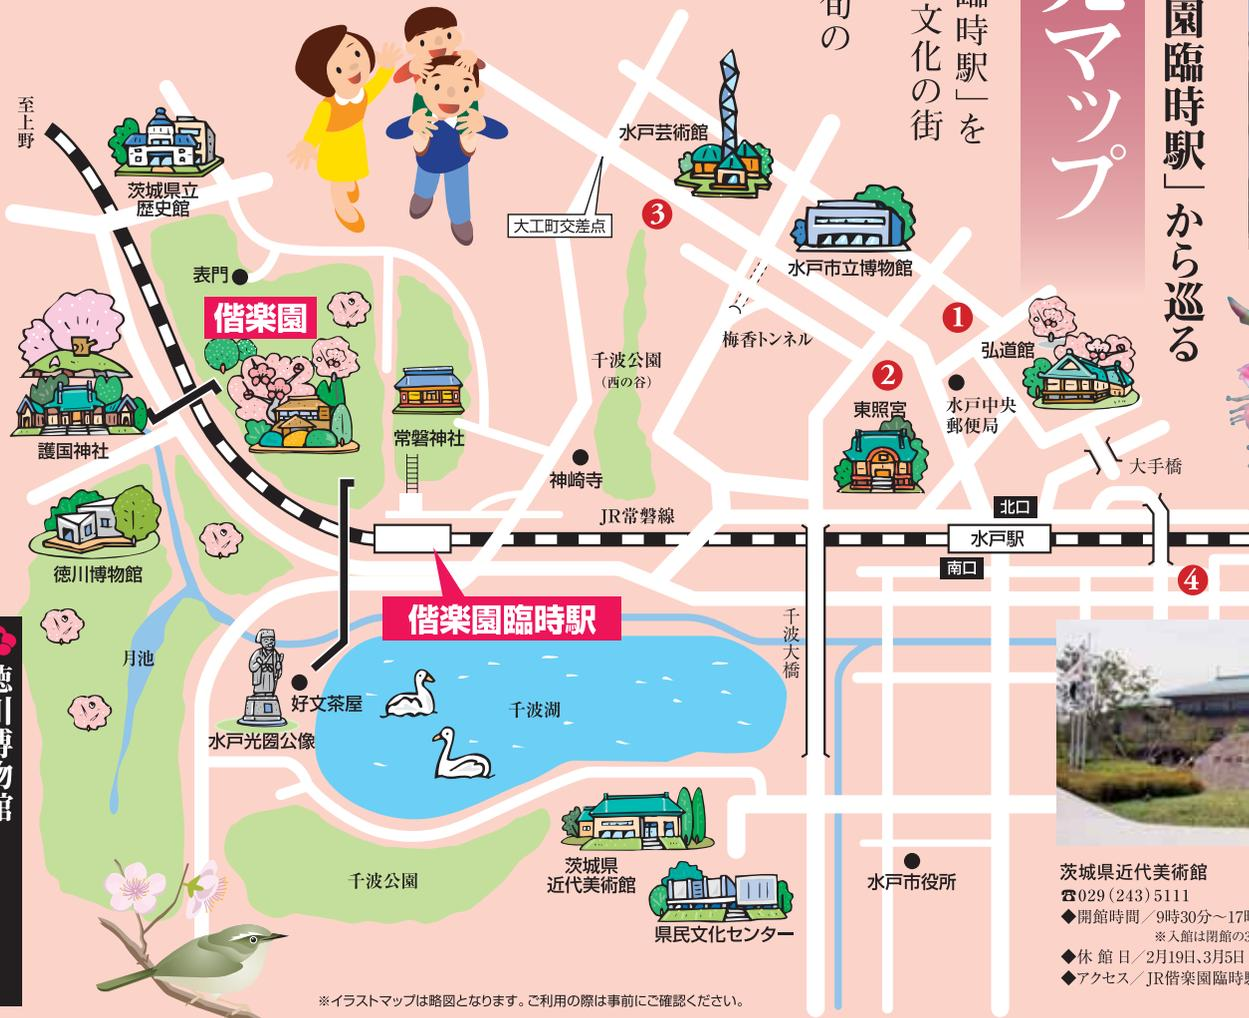 園臨時駅」から巡る
マップ
臨時駅」を
文化の街
旬の
至上野
茨城県立
歴史館
水戸芸術館
大工町交差点
3
水戸市立博物館
表門
偕楽園
梅香トンネル
1
弘道館
千波公園
(西の谷)
2
東照宮
水戸中央
郵便局
護国神社
常磐神社
神崎寺
大手橋
JR常磐線
北口
水戸駅
南口
徳川博物館
偕楽園臨時駅
4
千波大橋
月池
好文茶屋
千波湖
水戸光圀公像
徳川博物館
茨城県
近代美術館
千波公園
水戸市役所
県民文化センター
茨城県近代美術館
☎029(243)5111
◆開館時間/9時30分〜17時
※入館は閉館の3
◆休館日/2月19日、3月5日
◆アクセス/JR偕楽園臨時駅
※イラストマップは略図となります。ご利用の際は事前にご確認ください。